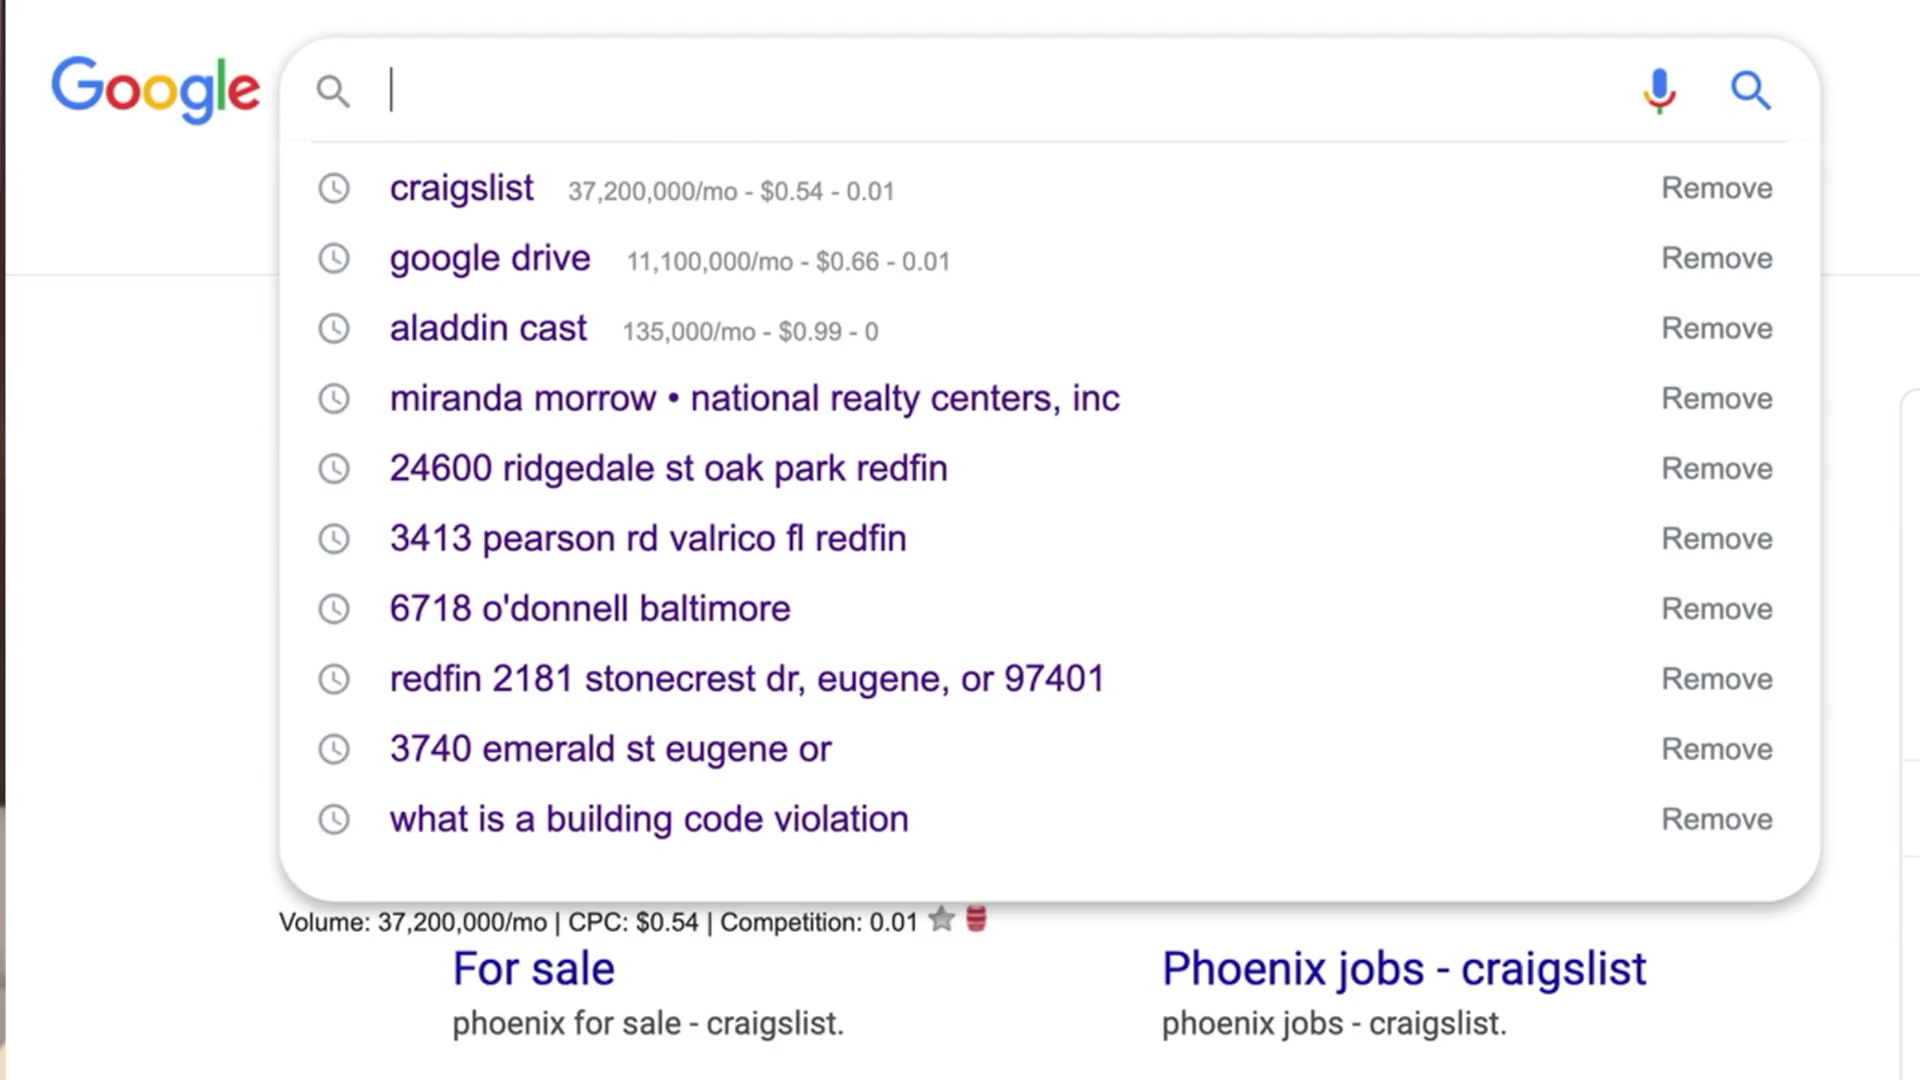 Google
craigslist 37,200,000/mo - $0.54 - 0.01 Remove
google drive 11,100,000/mo - $0.66 - 0.01 Remove
aladdin cast 135,000/mo - $0.99 - 0 Remove
miranda morrow • national realty centers, inc Remove
24600 ridgedale st oak park redfin Remove
3413 pearson rd valrico fl redfin Remove
6718 o'donnell baltimore Remove
redfin 2181 stonecrest dr, eugene, or 97401 Remove
3740 emerald st eugene or Remove
what is a building code violation Remove
Volume: 37,200,000/mo | CPC: $0.54 | Competition: 0.01
For sale
phoenix for sale - craigslist.
Phoenix jobs - craigslist
phoenix jobs - craigslist.